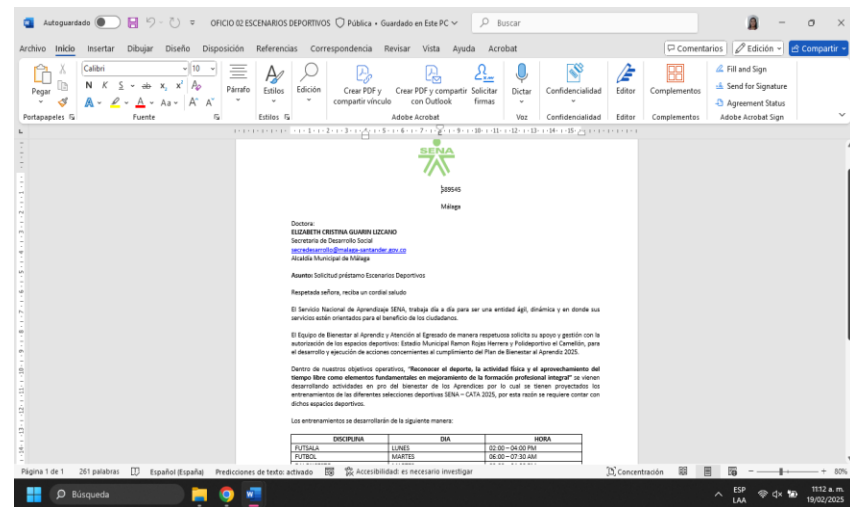 Autoguardado
OFICIO 02 ESCENARIOS DEPORTIVOS
Pública • Guardado en Este PC
Buscar
Archivo Inicio Insertar Dibujar Diseño Disposición Referencias Correspondencia Revisar Vista Ayuda Acrobat
Comentarios Edición Compartir
Calibri 10
N K S ab x, x² A
A Aa A A
Pegar
Párrafo
Estilos
Edición
Crear PDF y compartir vínculo
Crear PDF y compartir con Outlook
Solicitar firmas
Dictar
Confidencialidad
Editor
Complementos
Fill and Sign
Send for Signature
Agreement Status
Portapapeles Fuente Estilos Adobe Acrobat Voz Confidencialidad Editor Complementos Adobe Acrobat Sign
SENA
589545
Málaga
Doctora:
ELIZABETH CRISTINA GUARIN LIZCANO
Secretaria de Desarrollo Social
secredesarrollo@malaga-santander.gov.co
Alcaldía Municipal de Málaga
Asunto: Solicitud préstamo Escenarios Deportivos
Respetada señora, reciba un cordial saludo
El Servicio Nacional de Aprendizaje SENA, trabaja día a día para ser una entidad ágil, dinámica y en donde sus
servicios estén orientados para el beneficio de los ciudadanos.
El Equipo de Bienestar al Aprendiz y Atención al Egresado de manera respetuosa solicita su apoyo y gestión con la
autorización de los espacios deportivos: Estadio Municipal Ramon Rojas Herrera y Polideportivo el Camellón, para
el desarrollo y ejecución de acciones concernientes al cumplimiento del Plan de Bienestar al Aprendiz 2025.
Dentro de nuestros objetivos operativos, "Reconocer el deporte, la actividad física y el aprovechamiento del
tiempo libre como elementos fundamentales en mejoramiento de la formación profesional integral" se vienen
desarrollando actividades en pro del bienestar de los Aprendices por lo cual se tienen proyectados los
entrenamientos de las diferentes selecciones deportivas SENA – CATA 2025, por esta razón se requiere contar con
dichos espacios deportivos.
Los entrenamientos se desarrollarán de la siguiente manera:
DISCIPLINA DIA HORA
FUTSALA LUNES 02:00 – 04:00 PM
FUTBOL MARTES 06:00 – 07:30 AM
Página 1 de 1 261 palabras Español (España) Predicciones de texto: activado Accesibilidad: es necesario investigar Concentración 80%
Búsqueda
ESP
LAA
11:12 a. m.
19/02/2025